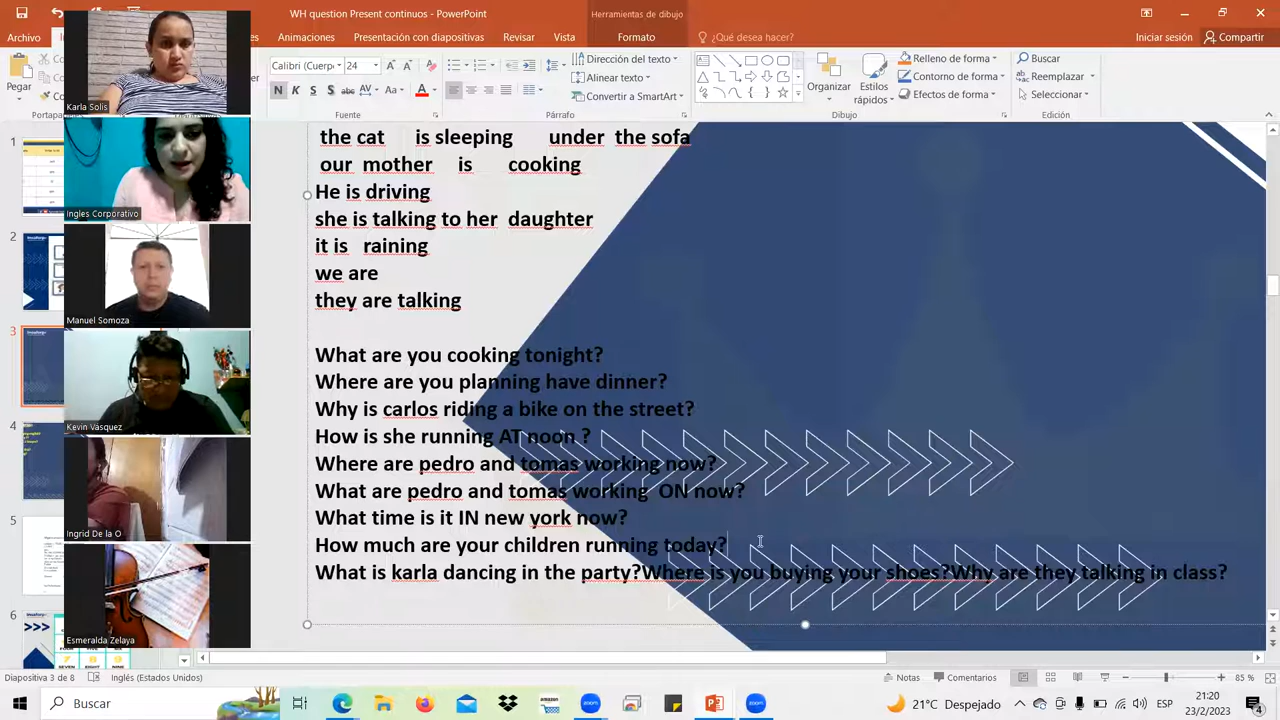 WH question positivos - PowerPoint
Herramientas de dibujo
Archivo
Animaciones
Presentación con diapositivas
Revisar
Vista
Formato
¿Qué desea hacer?
Iniciar sesión
Compartir
Pegar
Calibri (Cuerp
24
Dirección del texto
Alinear texto
Convertir a SmartArt
Organizar
Estilos rápidos
Relleno de forma
Contorno de forma
Efectos de forma
Buscar
Reemplazar
Seleccionar
Fuente
Párrafo
Dibujo
Edición
Karla Solis
Ingles Corporativo
Manuel Somoza
Kevin Vasquez
Ingrid De la O
Esmeralda Zelaya
the cat is sleeping under the sofa
our mother is cooking
He is driving
she is talking to her daughter
it is raining
we are
they are talking
What are you cooking tonight?
Where are you planning have dinner?
Why is carlos riding a bike on the street?
How is she running AT noon ?
Where are pedro and tomas working now?
What are pedro and tomas working ON now?
What time is it IN new york now?
How much are your children running today?
What is karla dancing in the party?Where is you buying your shoes?Why are they talking in class?
Diapositiva 3 de 8
Inglés (Estados Unidos)
Notas
Comentarios
85 %
Buscar
21°C Despejado
ESP
21:20
23/2/2023